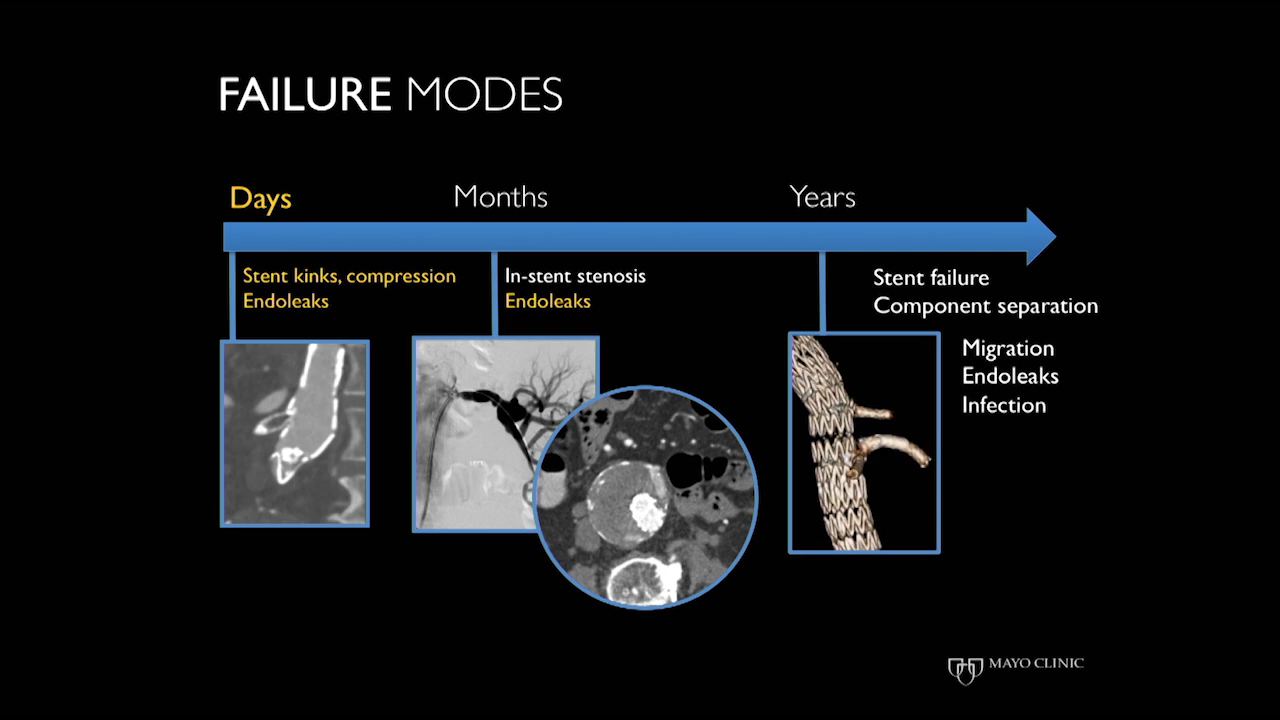 FAILURE MODES
Days
Months
Years
Stent kinks, compression
Endoleaks
In-stent stenosis
Endoleaks
Stent failure
Component separation
Migration
Endoleaks
Infection
MAYO CLINIC